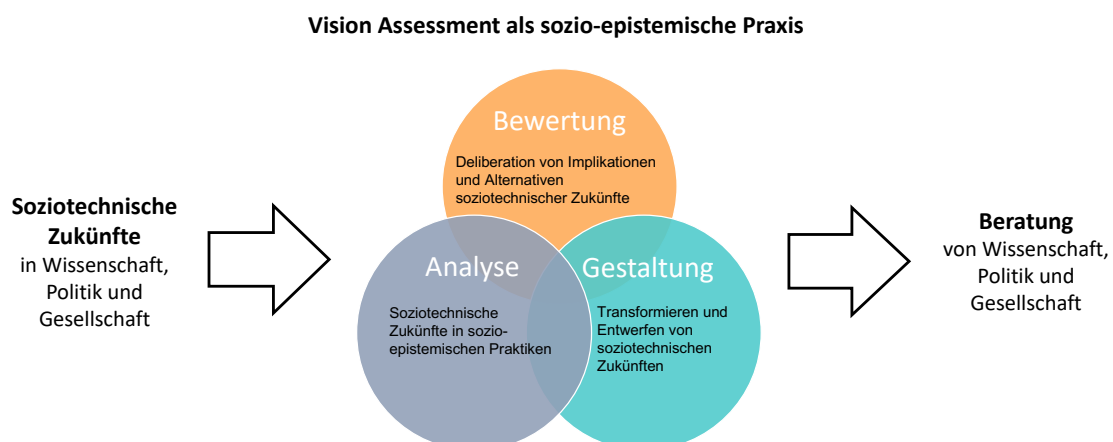 Vision Assessment als sozio-epistemische Praxis
Bewertung
Deliberation von Implikationen
und Alternativen
soziotechnischer Zukünfte
Soziotechnische
Zukünfte
in Wissenschaft,
Politik und
Gesellschaft
Analyse
Soziotechnische
Zukünfte in sozio-
epistemischen Praktiken
Gestaltung
Transformieren und
Entwerfen von
soziotechnischen
Zukünften
Beratung
von Wissenschaft,
Politik und
Gesellschaft